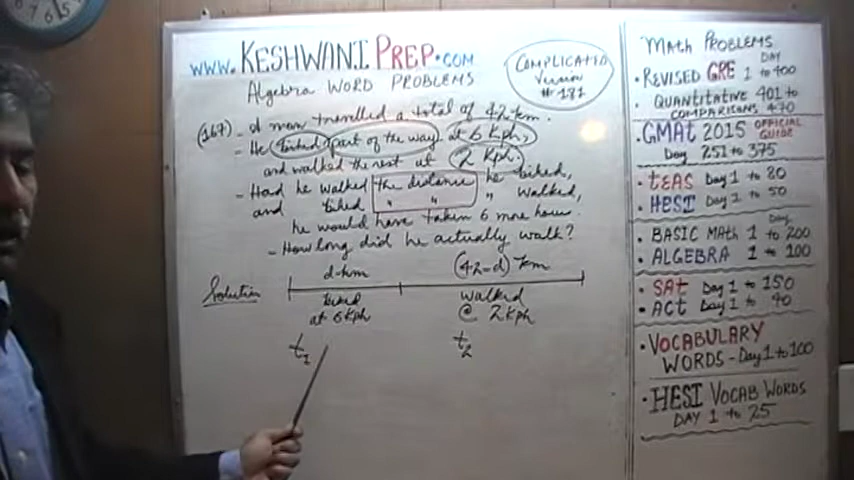 WWW.KESHWANIPREP.COM
Algebra WORD PROBLEMS
COMPLICATED
Version
# 181
(167) - A man travelled a total of 42 km.
- He biked part of the way at 6 Kph,
and walked the rest at 2 Kph.
- Had he walked the distance he biked,
and biked " " " walked,
he would have taken 6 more hours.
- How long did he actually walk?
Solution
d-km
(42-d) km
biked
at 6 Kph
walked
@ 2 Kph
t1
t2
Math PROBLEMS
DAY
• REVISED GRE 1 to 400
• QUANTITATIVE 401 to
COMPARISONS 470
• GMAt 2015 OFFICIAL
GUIDE
Day 251 to 375
• tEAS Day 1 to 80
• HESI Day 1 to 50
Day
• BASIC MAth 1 to 200
• ALGEBRA 1 to 100
• SAt Day 1 to 150
• ACt Day 1 to 90
• VOCABULARY
WORDS - Day 1 to 100
• HESI VOCAB WORDS
DAY 1 to 25